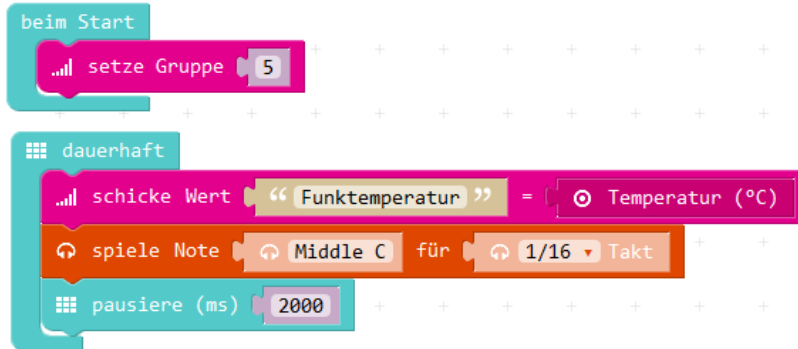 beim Start
setze Gruppe 5
dauerhaft
schicke Wert “ Funktemperatur ” = Temperatur (°C)
spiele Note Middle C für 1/16 Takt
pausiere (ms) 2000